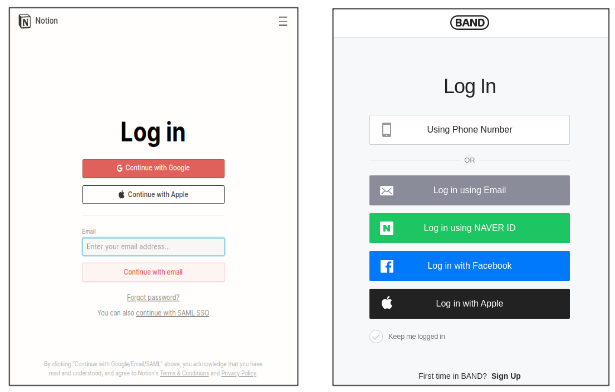 Notion
Log in
Continue with Google
Continue with Apple
Email
Enter your email address...
Continue with email
Forgot password?
You can also continue with SAML SSO
By clicking "Continue with Google/Email/SAML" above, you acknowledge that you have
read and understood, and agree to Notion's Terms & Conditions and Privacy Policy.
BAND
Log In
Using Phone Number
OR
Log in using Email
Log in using NAVER ID
Log in with Facebook
Log in with Apple
Keep me logged in
First time in BAND? Sign Up